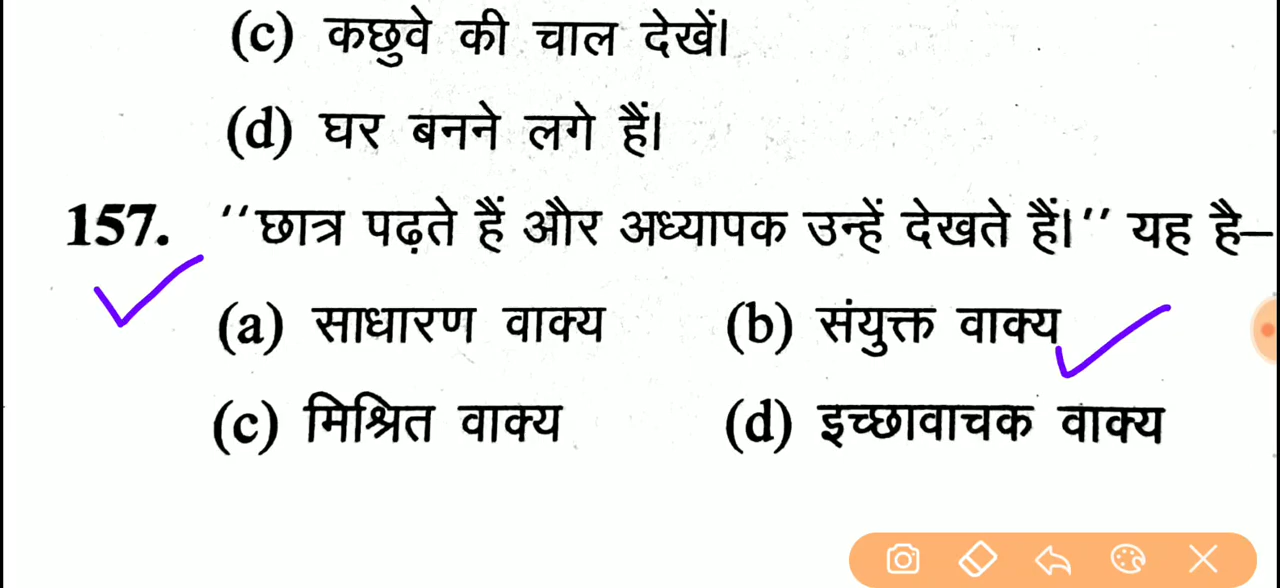 (c) कछुवे की चाल देखें।
(d) घर बनने लगे हैं।
157. ''छात्र पढ़ते हैं और अध्यापक उन्हें देखते हैं।'' यह है–
(a) साधारण वाक्य (b) संयुक्त वाक्य
(c) मिश्रित वाक्य (d) इच्छावाचक वाक्य